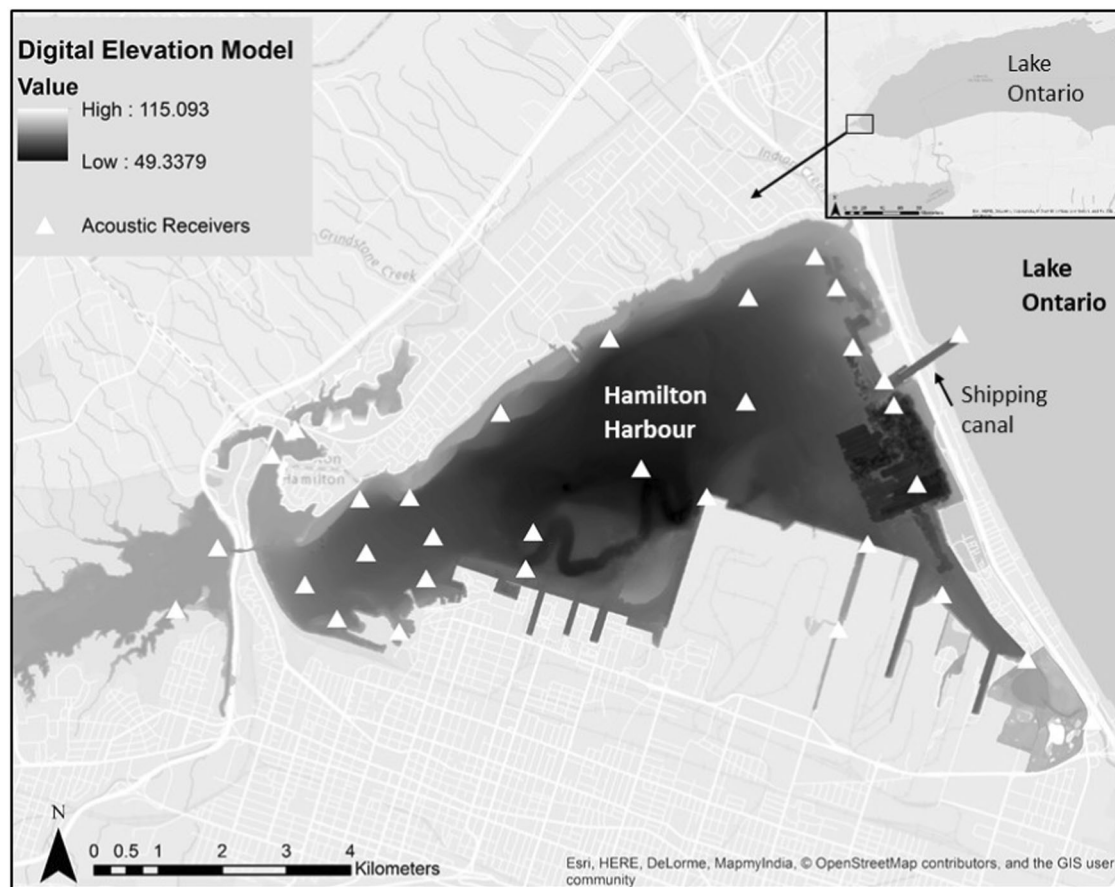 Digital Elevation Model
Value
High : 115.093
Low : 49.3379
Acoustic Receivers
Lake
Ontario
Grindstone Creek
Lake
Ontario
Shipping
canal
Hamilton
Harbour
Hamilton
N
0 0.5 1 2 3 4
Kilometers
Esri, HERE, DeLorme, MapmyIndia, © OpenStreetMap contributors, and the GIS user
community